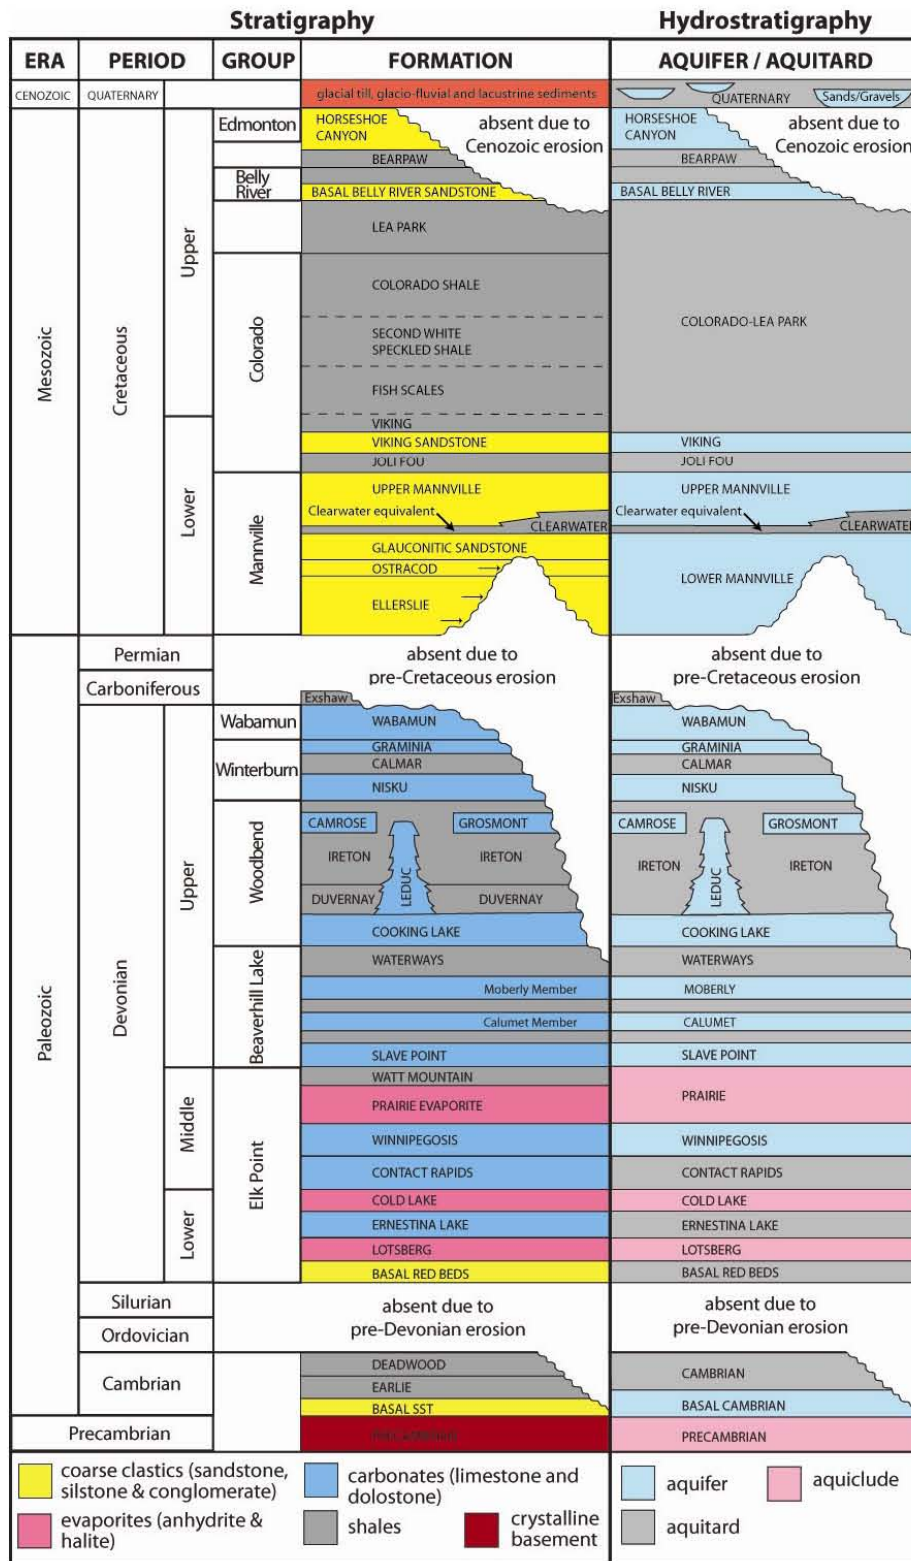 Stratigraphy
Hydrostratigraphy
ERA
PERIOD
GROUP
FORMATION
AQUIFER / AQUITARD
CENOZOIC
QUATERNARY
glacial till, glacio-fluvial and lacustrine sediments
QUATERNARY
Sands/Gravels
Mesozoic
Cretaceous
Upper
Lower
Edmonton
Belly
River
Colorado
Mannville
HORSESHOE
CANYON
absent due to
Cenozoic erosion
BEARPAW
BASAL BELLY RIVER SANDSTONE
LEA PARK
COLORADO SHALE
SECOND WHITE
SPECKLED SHALE
FISH SCALES
VIKING
VIKING SANDSTONE
JOLI FOU
UPPER MANNVILLE
Clearwater equivalent
CLEARWATER
GLAUCONITIC SANDSTONE
OSTRACOD
ELLERSLIE
HORSESHOE
CANYON
absent due to
Cenozoic erosion
BEARPAW
BASAL BELLY RIVER
COLORADO-LEA PARK
VIKING
JOLI FOU
UPPER MANNVILLE
Clearwater equivalent
CLEARWATER
LOWER MANNVILLE
Paleozoic
Permian
Carboniferous
absent due to
pre-Cretaceous erosion
absent due to
pre-Cretaceous erosion
Devonian
Upper
Middle
Lower
Wabamun
Winterburn
Woodbend
Beaverhill Lake
Elk Point
Exshaw
WABAMUN
GRAMINIA
CALMAR
NISKU
CAMROSE
GROSMONT
IRETON
LEDUC
IRETON
DUVERNAY
DUVERNAY
COOKING LAKE
WATERWAYS
Moberly Member
Calumet Member
SLAVE POINT
WATT MOUNTAIN
PRAIRIE EVAPORITE
WINNIPEGOSIS
CONTACT RAPIDS
COLD LAKE
ERNESTINA LAKE
LOTSBERG
BASAL RED BEDS
Exshaw
WABAMUN
GRAMINIA
CALMAR
NISKU
CAMROSE
GROSMONT
IRETON
LEDUC
IRETON
COOKING LAKE
WATERWAYS
MOBERLY
CALUMET
SLAVE POINT
PRAIRIE
WINNIPEGOSIS
CONTACT RAPIDS
COLD LAKE
ERNESTINA LAKE
LOTSBERG
BASAL RED BEDS
Silurian
Ordovician
absent due to
pre-Devonian erosion
absent due to
pre-Devonian erosion
Cambrian
DEADWOOD
EARLIE
BASAL SST
CAMBRIAN
BASAL CAMBRIAN
Precambrian
PRECAMBRIAN
PRECAMBRIAN
coarse clastics (sandstone,
silstone & conglomerate)
evaporites (anhydrite &
halite)
carbonates (limestone and
dolostone)
shales
crystalline
basement
aquifer
aquiclude
aquitard